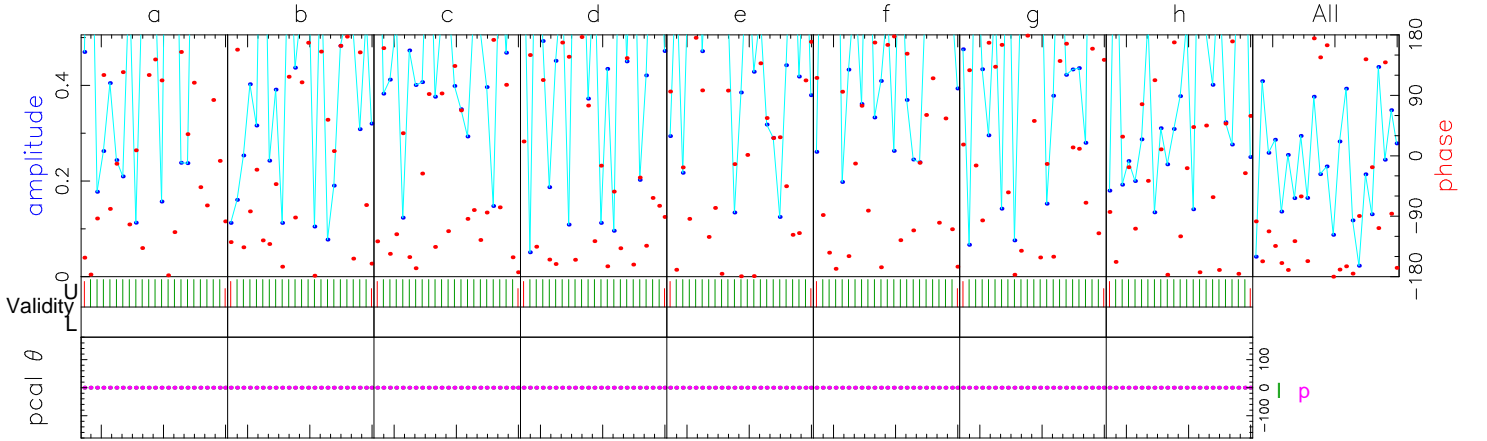 a b c d e f g h All
amplitude
0 0.2 0.4
phase
−180 −90 0 90 180
U
Validity
L
pcal θ
−100 0 100
l p